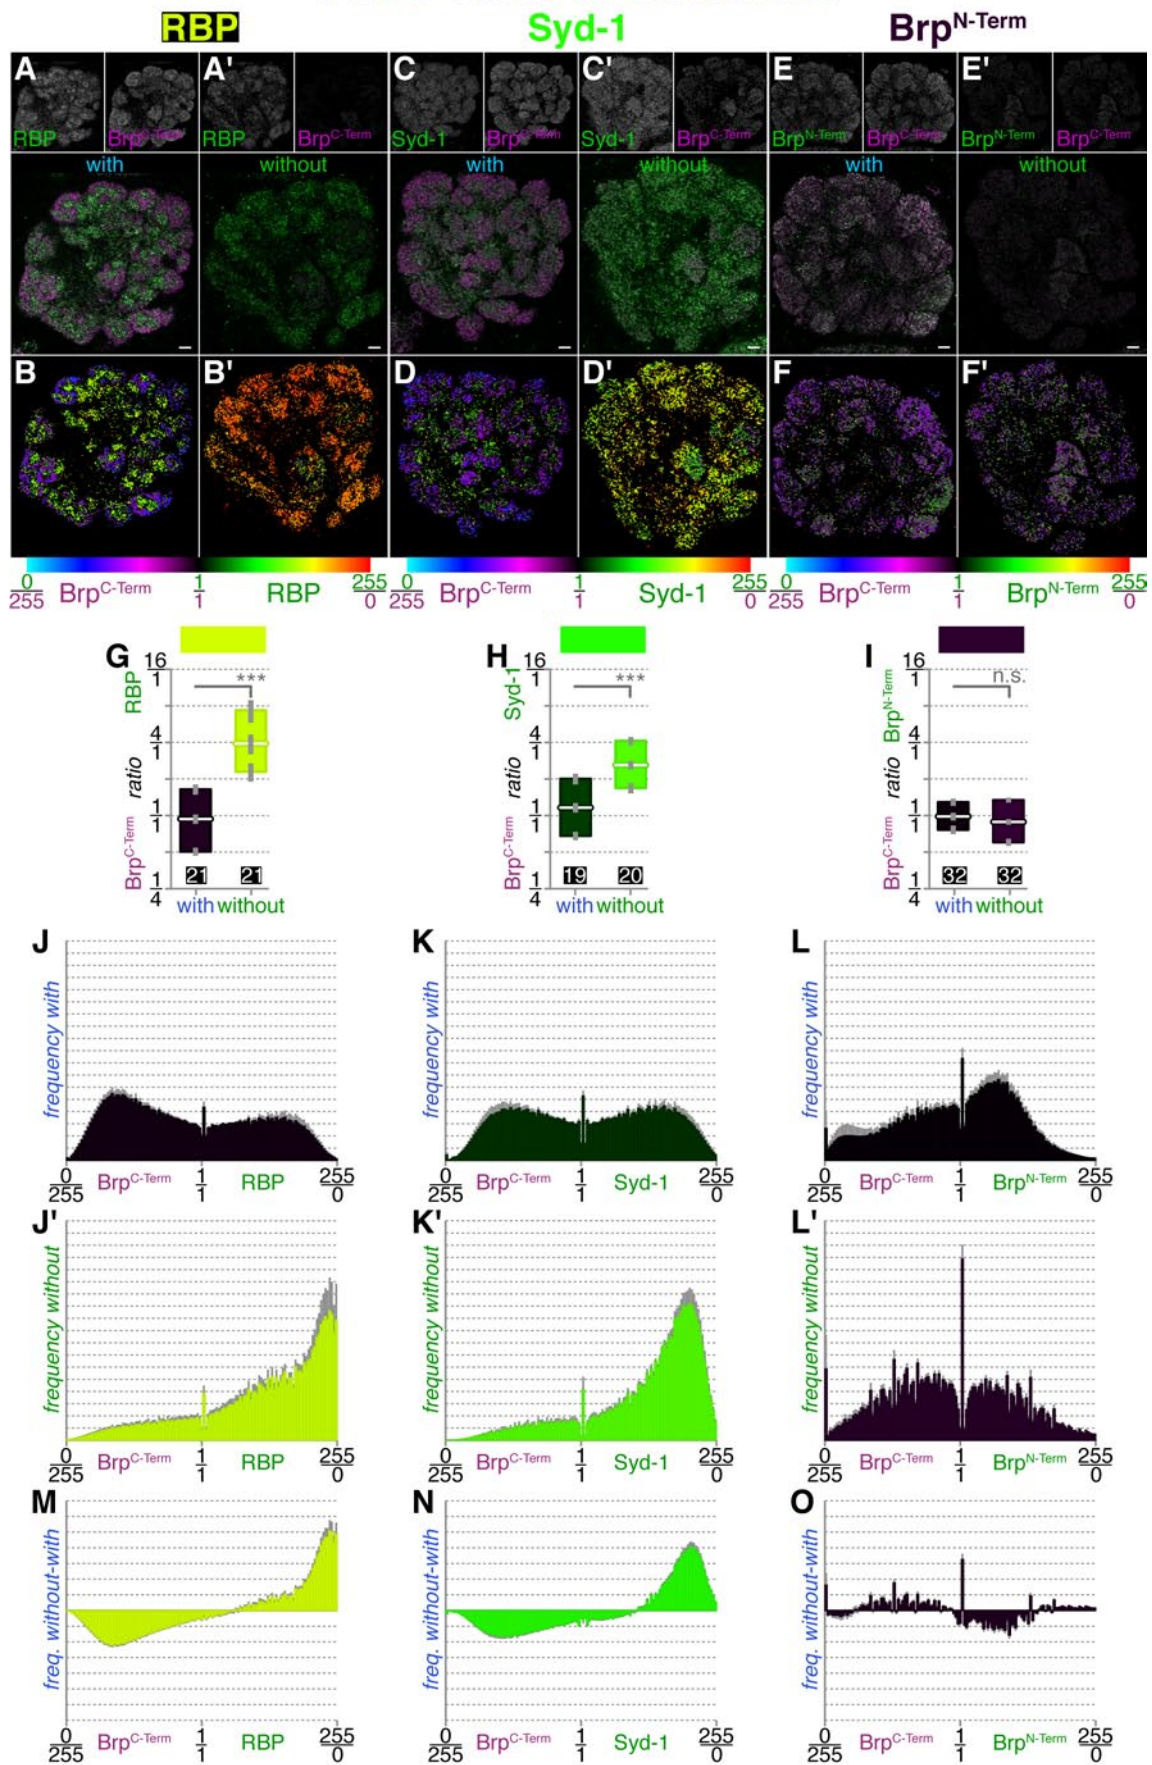 RBP Syd-1 Brp^N-Term
A A' C C' E E'
RBP Brp^C-Term RBP Brp^C-Term Syd-1 Brp^C-Term Syd-1 Brp^C-Term Brp^N-Term Brp^C-Term Brp^N-Term Brp^C-Term
with without with without with without
B B' D D' F F'
0/255 Brp^C-Term 1/1 RBP 255/0 0/255 Brp^C-Term 1/1 Syd-1 255/0 0/255 Brp^C-Term 1/1 Brp^N-Term 255/0
G
Brp^C-Term ratio RBP
16/1
4/1
1/1
1/4
***
21 21
with without
H
Brp^C-Term ratio Syd-1
16/1
4/1
1/1
1/4
***
19 20
with without
I
Brp^C-Term ratio Brp^N-Term
16/1
4/1
1/1
1/4
n.s.
32 32
with without
J
frequency with
0/255 Brp^C-Term 1/1 RBP 255/0
K
frequency with
0/255 Brp^C-Term 1/1 Syd-1 255/0
L
frequency with
0/255 Brp^C-Term 1/1 Brp^N-Term 255/0
J'
frequency without
0/255 Brp^C-Term 1/1 RBP 255/0
K'
frequency without
0/255 Brp^C-Term 1/1 Syd-1 255/0
L'
frequency without
0/255 Brp^C-Term 1/1 Brp^N-Term 255/0
M
freq. without-with
0/255 Brp^C-Term 1/1 RBP 255/0
N
freq. without-with
0/255 Brp^C-Term 1/1 Syd-1 255/0
O
freq. without-with
0/255 Brp^C-Term 1/1 Brp^N-Term 255/0